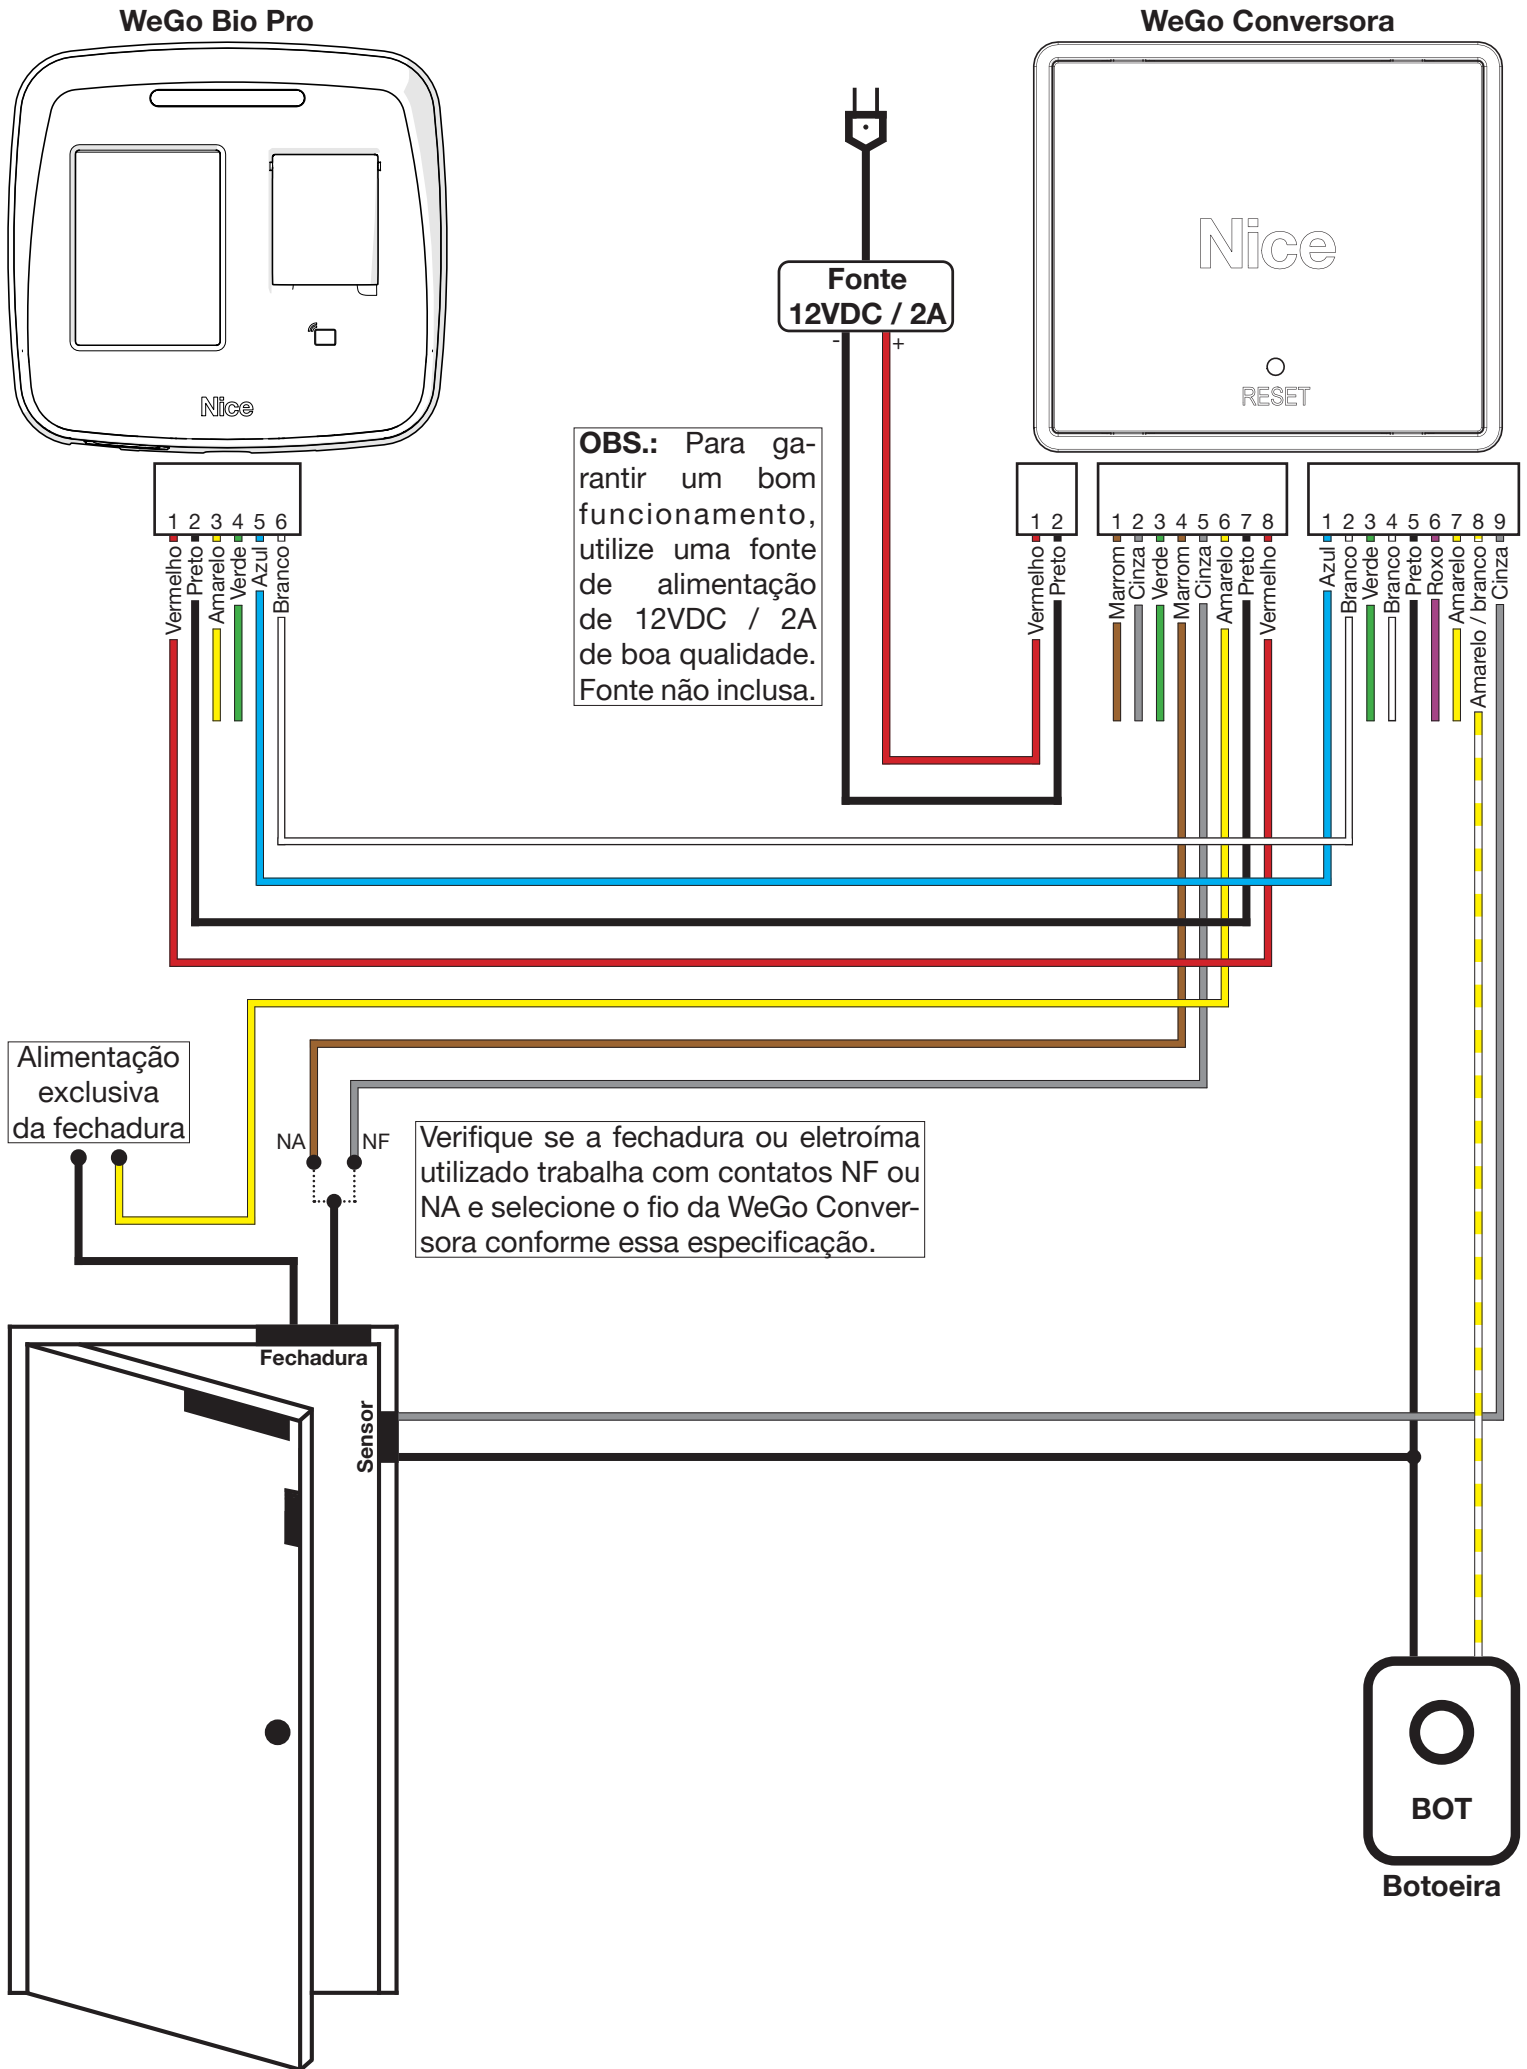 WeGo Bio Pro
WeGo Conversora
Nice
Nice
RESET
Fonte
12VDC / 2A
-
+
OBS.: Para ga-
rantir um bom
funcionamento,
utilize uma fonte
de alimentação
de 12VDC / 2A
de boa qualidade.
Fonte não inclusa.
1 2 3 4 5 6
Vermelho
Preto
Amarelo
Verde
Azul
Branco
1 2
Vermelho
Preto
1 2 3 4 5 6 7 8
Marrom
Cinza
Verde
Marrom
Cinza
Amarelo
Preto
Vermelho
1 2 3 4 5 6 7 8 9
Azul
Branco
Verde
Branco
Preto
Roxo
Amarelo
Amarelo / branco
Cinza
Alimentação
exclusiva
da fechadura
NA
NF
Verifique se a fechadura ou eletroíma
utilizado trabalha com contatos NF ou
NA e selecione o fio da WeGo Conver-
sora conforme essa especificação.
Fechadura
Sensor
BOT
Botoeira